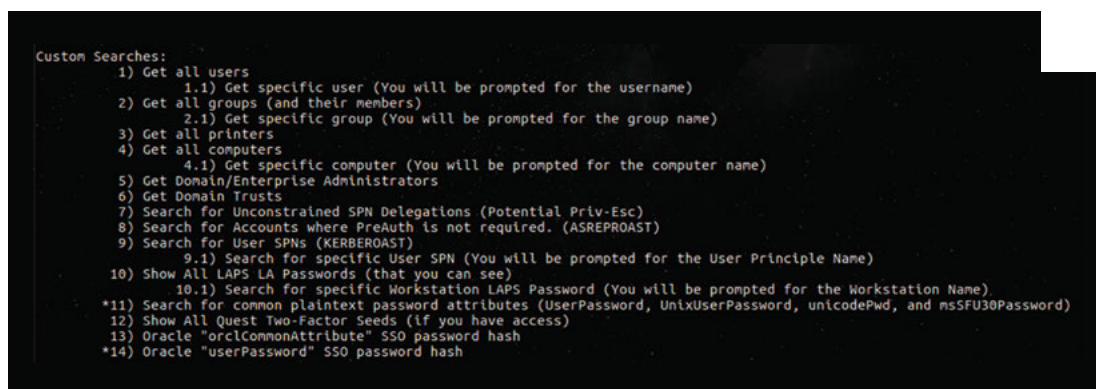 Custom Searches:
1) Get all users
1.1) Get specific user (You will be prompted for the username)
2) Get all groups (and their members)
2.1) Get specific group (You will be prompted for the group name)
3) Get all printers
4) Get all computers
4.1) Get specific computer (You will be prompted for the computer name)
5) Get Domain/Enterprise Administrators
6) Get Domain Trusts
7) Search for Unconstrained SPN Delegations (Potential Priv-Esc)
8) Search for Accounts where PreAuth is not required. (ASREPROAST)
9) Search for User SPNs (KERBEROAST)
9.1) Search for specific User SPN (You will be prompted for the User Principle Name)
10) Show All LAPS LA Passwords (that you can see)
10.1) Search for specific Workstation LAPS Password (You will be prompted for the Workstation Name)
*11) Search for common plaintext password attributes (UserPassword, UnixUserPassword, unicodePwd, and msSFU30Password)
12) Show All Quest Two-Factor Seeds (if you have access)
13) Oracle "orclCommonAttribute" SSO password hash
*14) Oracle "userPassword" SSO password hash